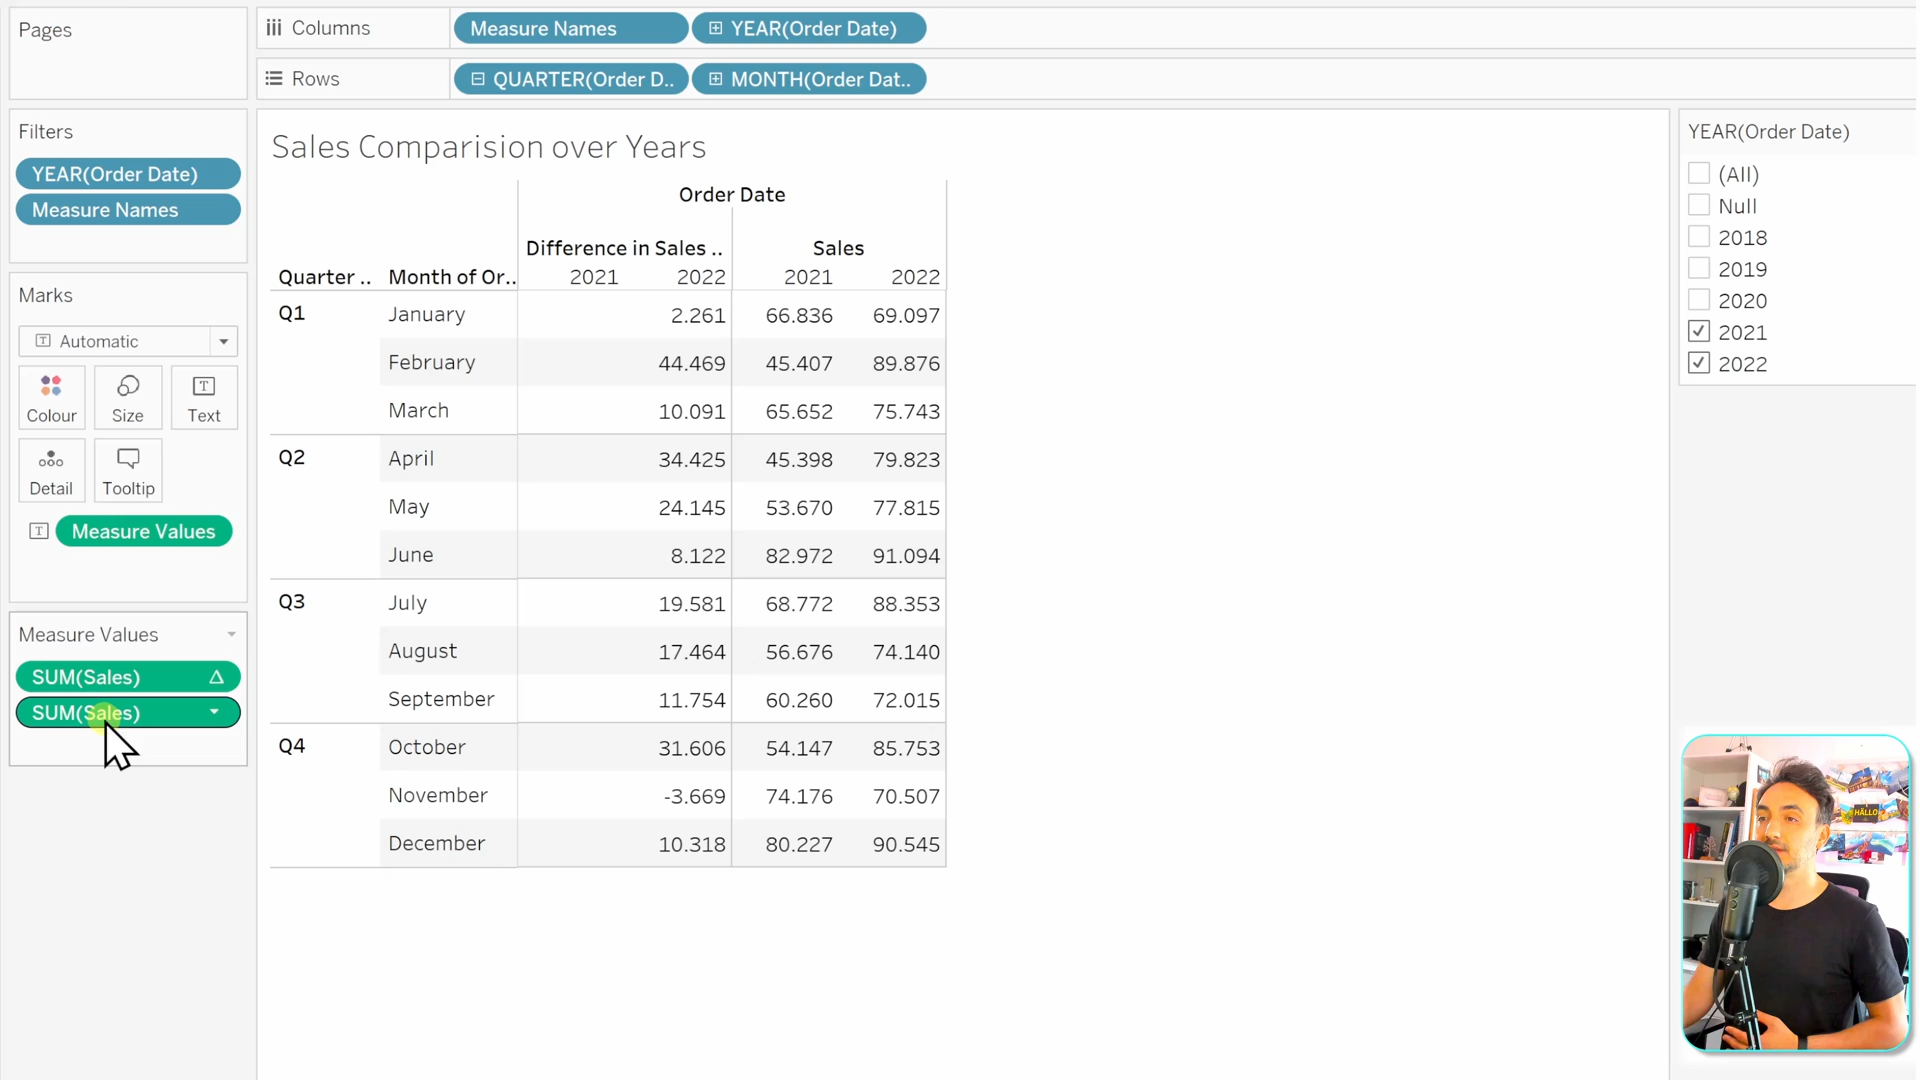 Pages
Columns
Measure Names
YEAR(Order Date)
Rows
QUARTER(Order D..
MONTH(Order Dat..
Filters
YEAR(Order Date)
Measure Names
Marks
Automatic
Colour
Size
Text
Detail
Tooltip
Measure Values
Measure Values
SUM(Sales)
SUM(Sales)
Sales Comparision over Years
Order Date
Difference in Sales ..
Sales
Quarter .. Month of Or.. 2021 2022 2021 2022
Q1 January 2.261 66.836 69.097
February 44.469 45.407 89.876
March 10.091 65.652 75.743
Q2 April 34.425 45.398 79.823
May 24.145 53.670 77.815
June 8.122 82.972 91.094
Q3 July 19.581 68.772 88.353
August 17.464 56.676 74.140
September 11.754 60.260 72.015
Q4 October 31.606 54.147 85.753
November -3.669 74.176 70.507
December 10.318 80.227 90.545
YEAR(Order Date)
(All)
Null
2018
2019
2020
2021
2022
HALLO